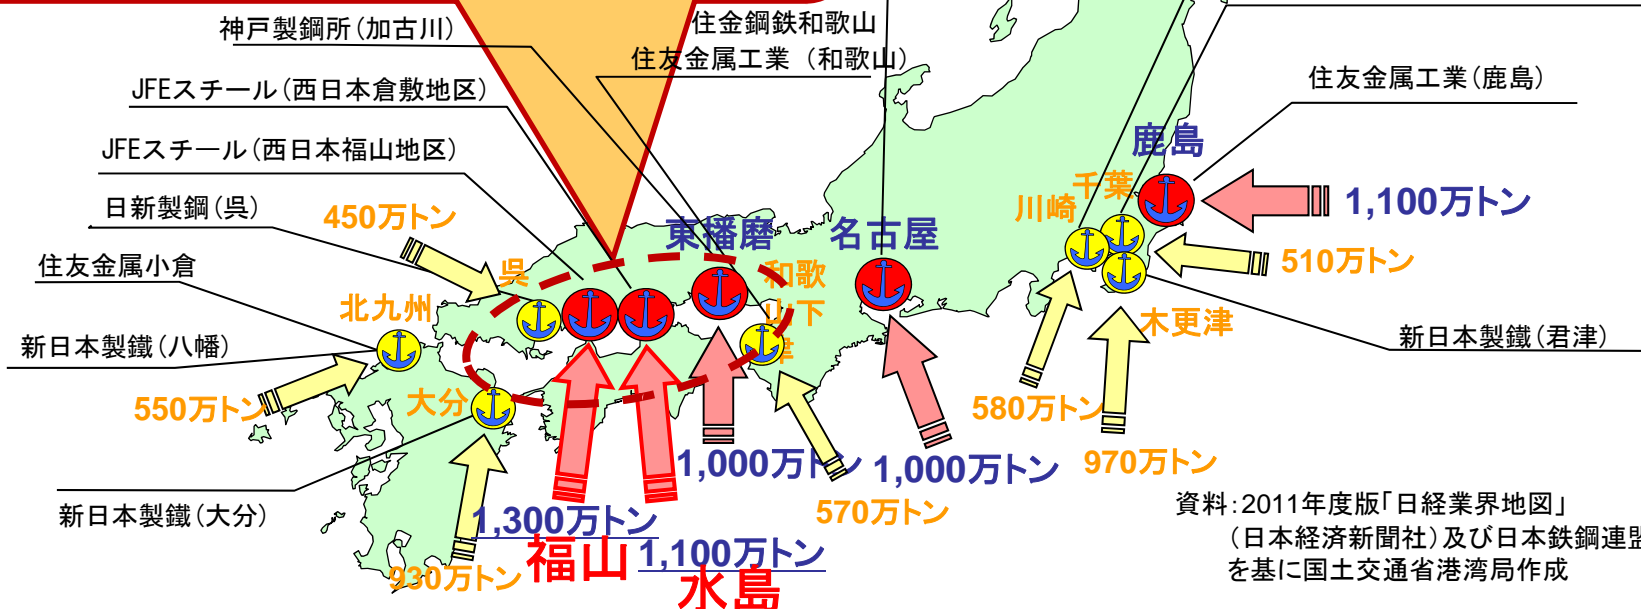 神戸製鋼所(加古川)
住金鋼鉄和歌山
住友金属工業 (和歌山)
JFEスチール(西日本倉敷地区)
住友金属工業(鹿島)
JFEスチール(西日本福山地区)
鹿島
千葉
日新製鋼(呉)
450万トン
川崎
1,100万トン
東播磨
名古屋
住友金属小倉
呉
和歌
山下
津
510万トン
北九州
木更津
新日本製鐵(八幡)
新日本製鐵(君津)
550万トン
大分
580万トン
1,000万トン
1,000万トン
970万トン
新日本製鐵(大分)
570万トン
1,300万トン
福山
930万トン
1,100万トン
水島
資料:2011年度版「日経業界地図」
(日本経済新聞社)及び日本鉄鋼連盟
を基に国土交通省港湾局作成